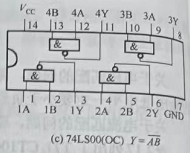 VCC 4B 4A 4Y 3B 3A 3Y
14 13 12 11 10 9 8
& &
& &
1 2 3 4 5 6 7
1A 1B 1Y 2A 2B 2Y GND
(c) 74LS00(OC) Y=A̅B̅